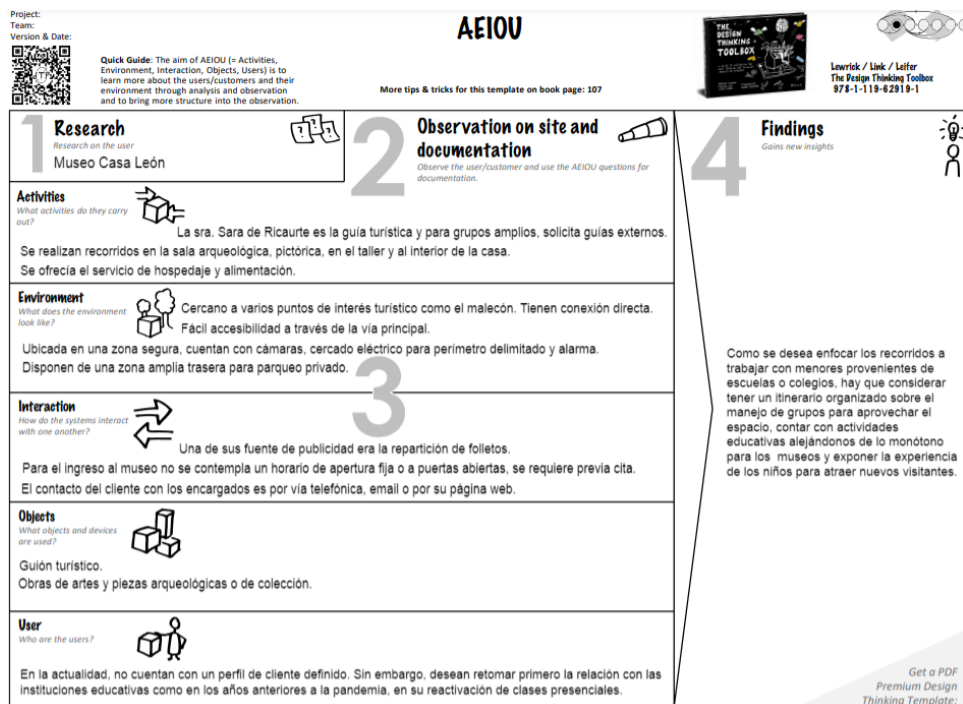 Project:
Team:
Version & Date:
AEIOU
Quick Guide: The aim of AEIOU (= Activities,
Environment, Interaction, Objects, Users) is to
learn more about the users/customers and their
environment through analysis and observation
and to bring more structure into the observation.
More tips & tricks for this template on book page: 107
THE
DESIGN
THINKING
TOOLBOX
Lewrick / Link / Leifer
The Design Thinking Toolbox
978-1-119-62919-1
1
Research
Research on the user
Museo Casa León
2
Observation on site and
documentation
Observe the user/customer and use the AEIOU questions for
documentation.
Activities
What activities do they carry
out?
La sra. Sara de Ricaurte es la guía turística y para grupos amplios, solicita guías externos.
Se realizan recorridos en la sala arqueológica, pictórica, en el taller y al interior de la casa.
Se ofrecía el servicio de hospedaje y alimentación.
Environment
What does the environment
look like?
Cercano a varios puntos de interés turístico como el malecón. Tienen conexión directa.
Fácil accesibilidad a través de la vía principal.
Ubicada en una zona segura, cuentan con cámaras, cercado eléctrico para perímetro delimitado y alarma.
Disponen de una zona amplia trasera para parqueo privado.
3
Interaction
How do the systems interact
with one another?
Una de sus fuente de publicidad era la repartición de folletos.
Para el ingreso al museo no se contempla un horario de apertura fija o a puertas abiertas, se requiere previa cita.
El contacto del cliente con los encargados es por vía telefónica, email o por su página web.
Objects
What objects and devices
are used?
Guión turístico.
Obras de artes y piezas arqueológicas o de colección.
User
Who are the users?
En la actualidad, no cuentan con un perfil de cliente definido. Sin embargo, desean retomar primero la relación con las
instituciones educativas como en los años anteriores a la pandemia, en su reactivación de clases presenciales.
4
Findings
Gains new insights
Como se desea enfocar los recorridos a
trabajar con menores provenientes de
escuelas o colegios, hay que considerar
tener un itinerario organizado sobre el
manejo de grupos para aprovechar el
espacio, contar con actividades
educativas alejándonos de lo monótono
para los museos y exponer la experiencia
de los niños para atraer nuevos visitantes.
Get a PDF
Premium Design
Thinking Template: